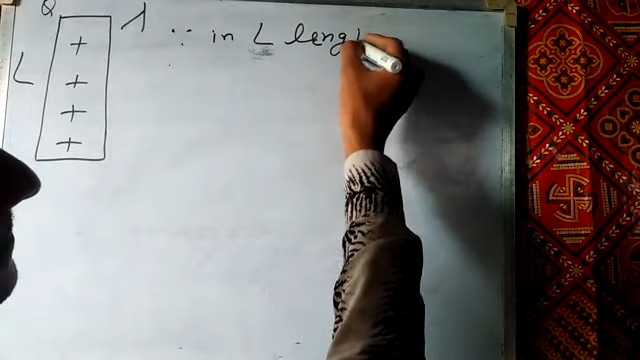 Q
λ ∵ in L leng
L
+
+
+
+